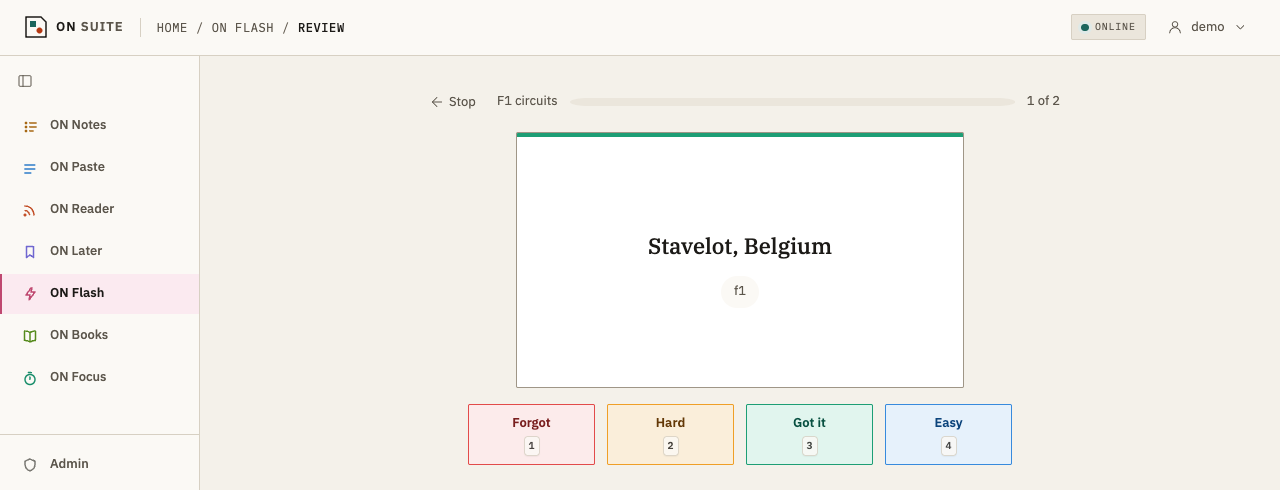 ON SUITE
HOME / ON FLASH / REVIEW
ONLINE
demo
ON Notes
ON Paste
ON Reader
ON Later
ON Flash
ON Books
ON Focus
Admin
Stop
F1 circuits
1 of 2
Stavelot, Belgium
f1
Forgot
1
Hard
2
Got it
3
Easy
4